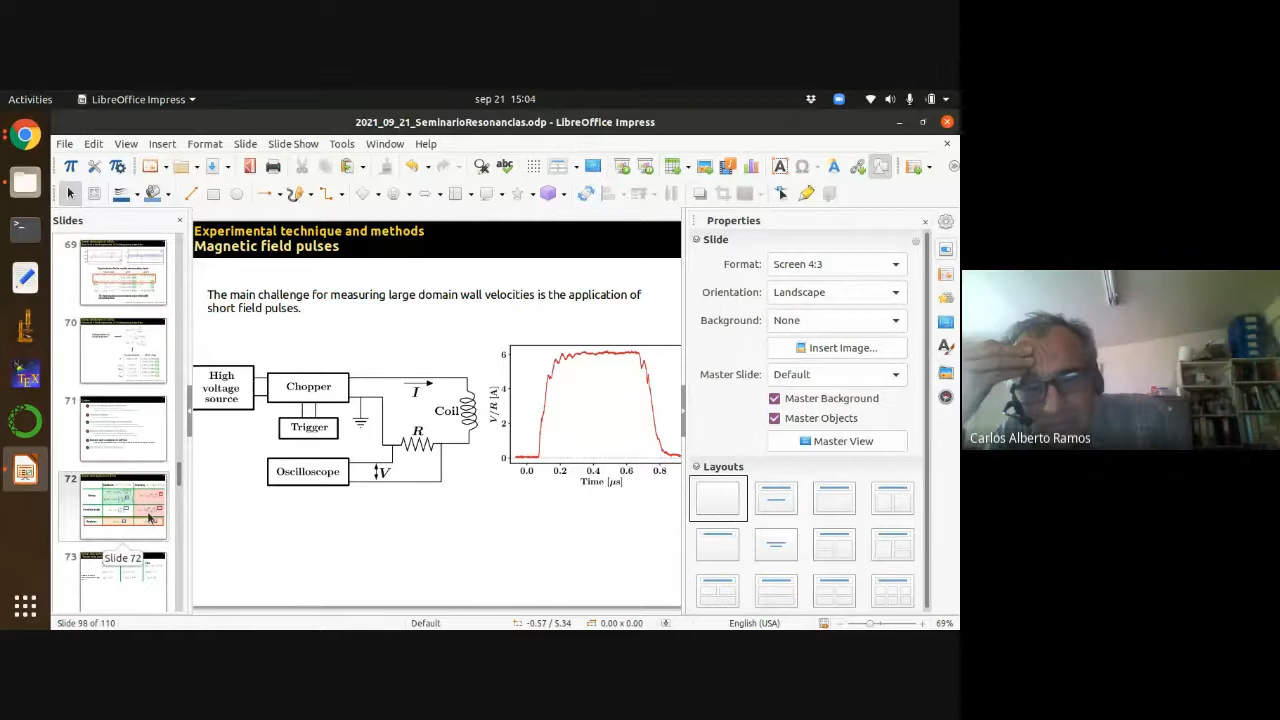 Activities
LibreOffice Impress
sep 21 15:04
2021_09_21_SeminarioResonancias.odp - LibreOffice Impress
File Edit View Insert Format Slide Slide Show Tools Window Help
Slides
69
70
71
72
Slide 72
73
Experimental technique and methods
Magnetic field pulses
The main challenge for measuring large domain wall velocities is the application of
short field pulses.
High
voltage
source
Chopper
Trigger
Oscilloscope
I
Coil
R
V
V/R [A]
6
4
2
0
0.0 0.2 0.4 0.6 0.8
Time [μs]
Properties
Slide
Format: Screen 4:3
Orientation: Landscape
Background: None
Insert Image...
Master Slide: Default
Master Background
Master Objects
Master View
Layouts
Slide 98 of 110
Default
-0.57 / 5.34
0.00 x 0.00
English (USA)
69%
Carlos Alberto Ramos